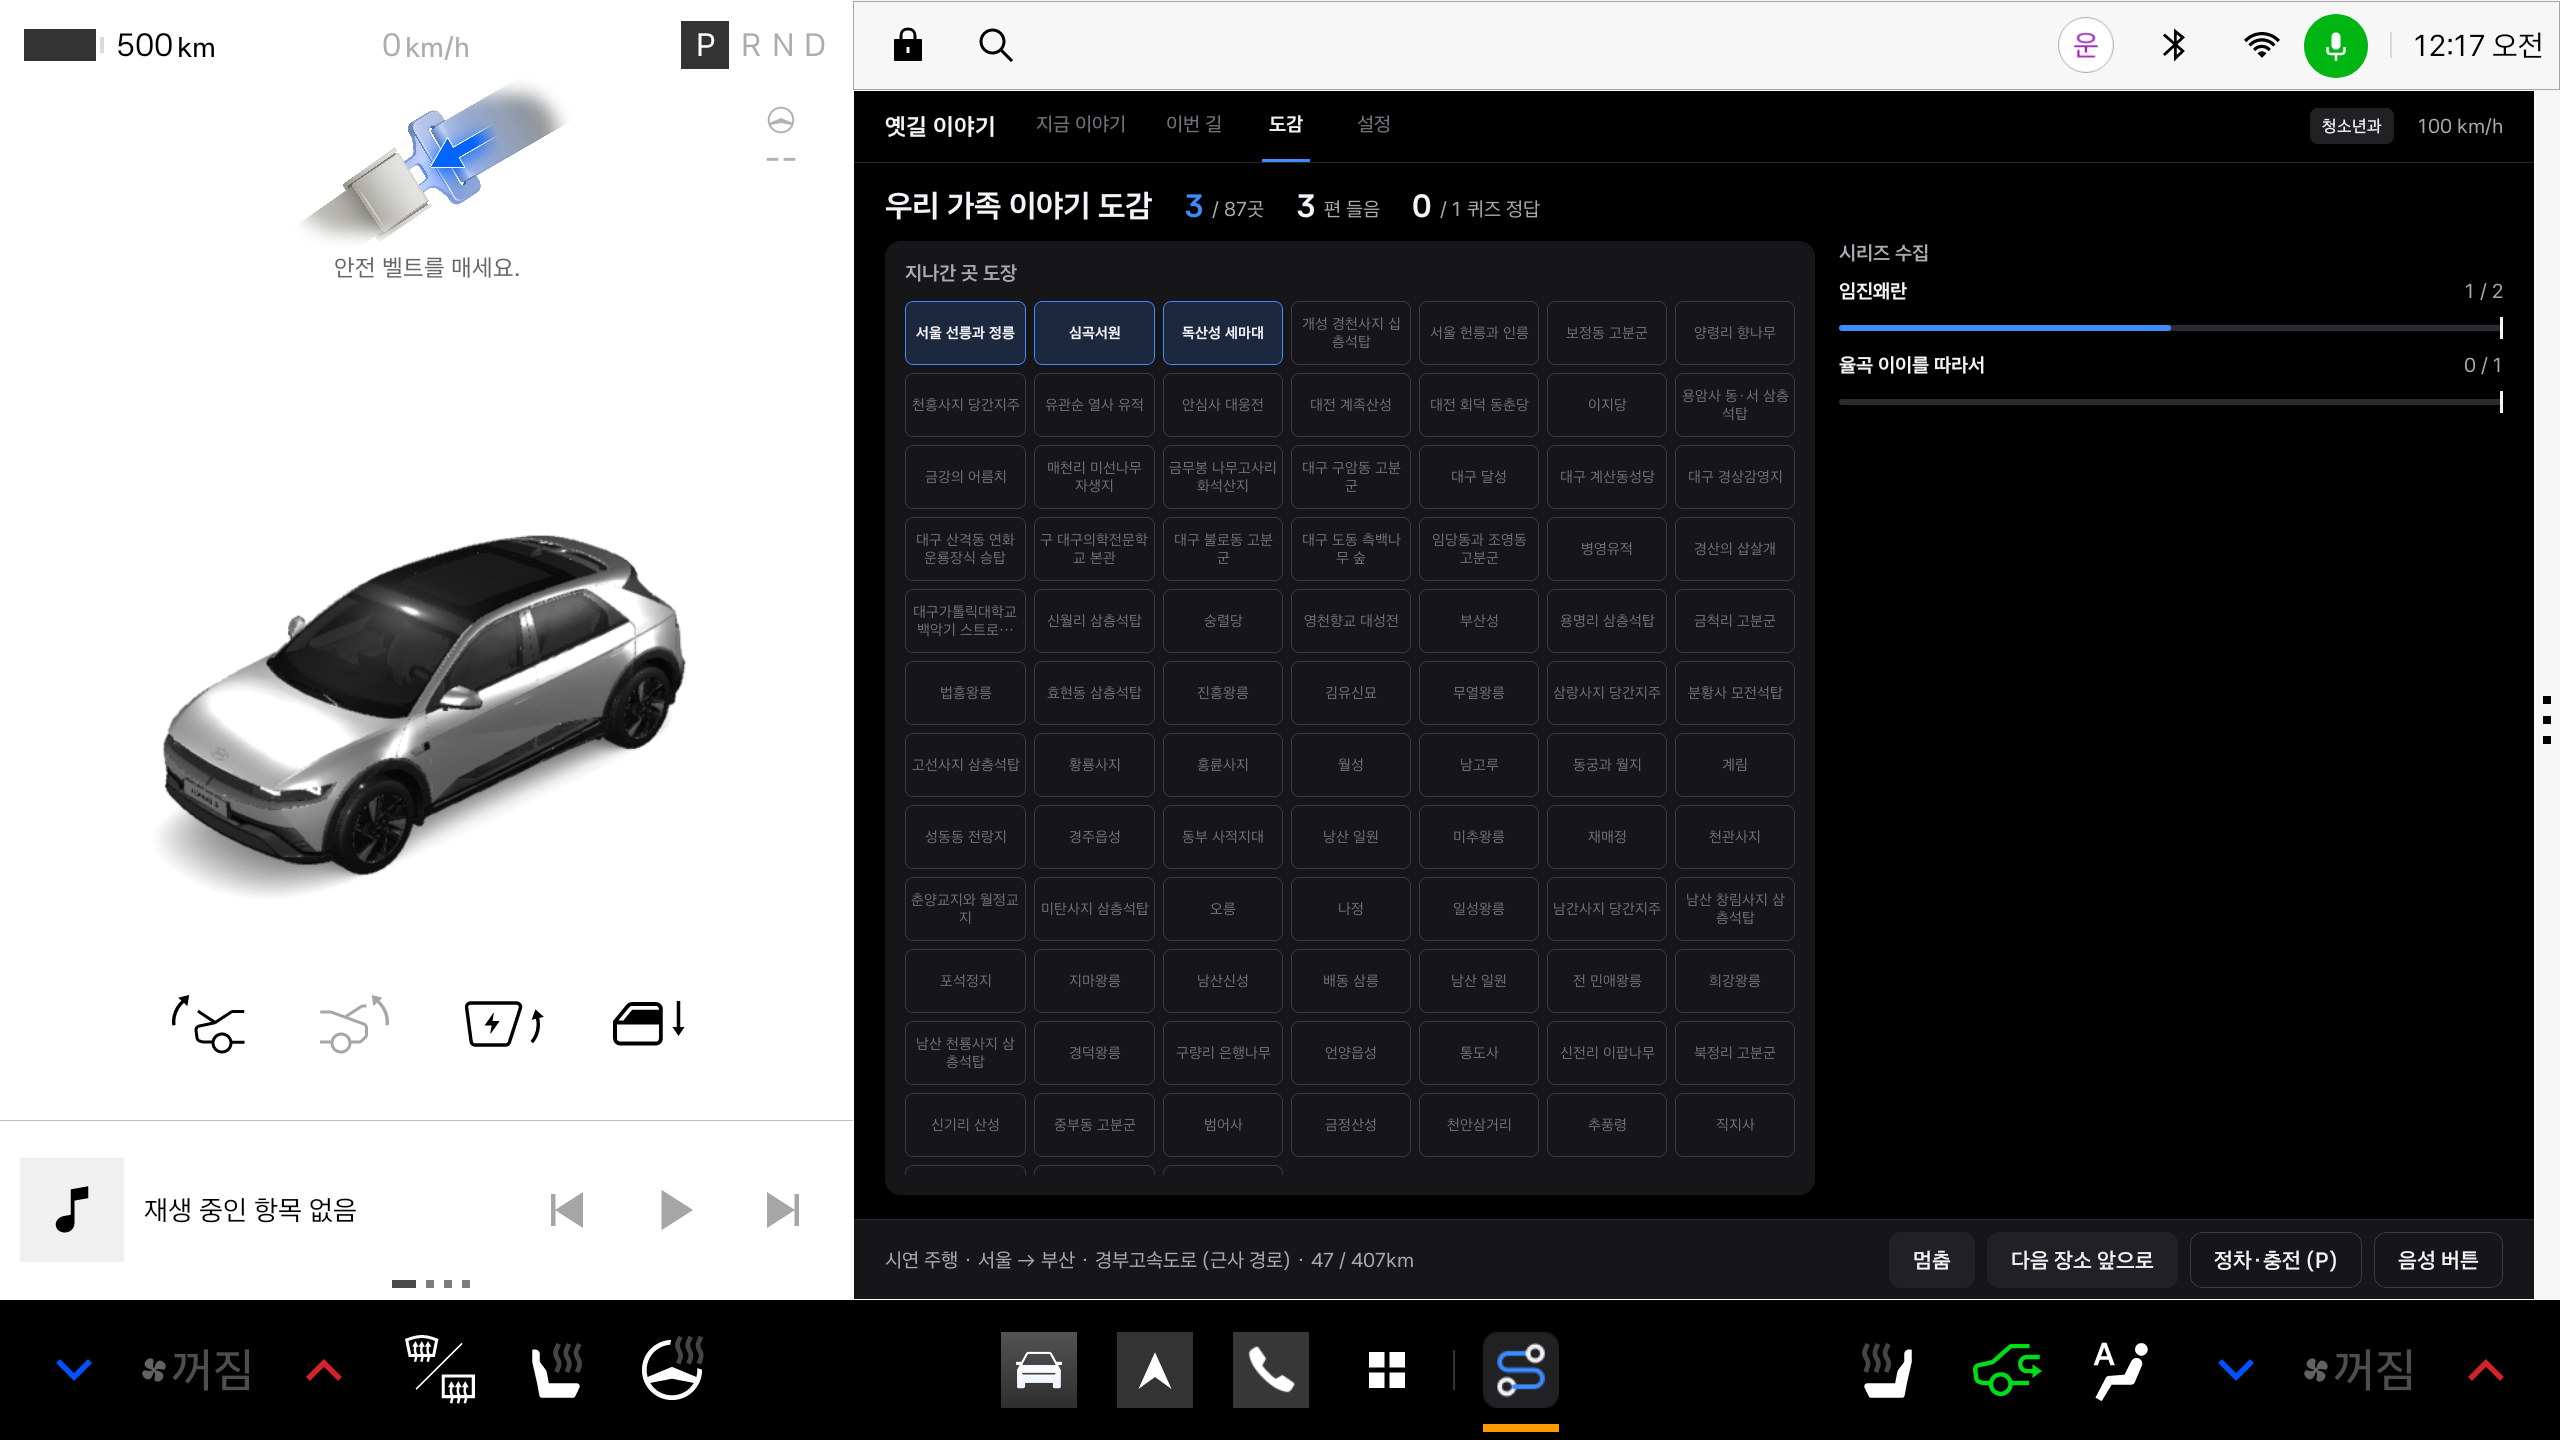 500 km
0 km/h
P R N D
안전 벨트를 매세요.
재생 중인 항목 없음
운
12:17 오전
옛길 이야기
지금 이야기
이번 길
도감
설정
청소년과
100 km/h
우리 가족 이야기 도감
3 / 87곳
3 편 들음
0 / 1 퀴즈 정답
지나간 곳 도장
서울 선릉과 정릉
심곡서원
독산성 세마대
개성 경천사지 십
층석탑
서울 헌릉과 인릉
보정동 고분군
양령리 향나무
천흥사지 당간지주
유관순 열사 유적
안심사 대웅전
대전 계족산성
대전 회덕 동춘당
이지당
용암사 동·서 삼층
석탑
금강의 어름치
매천리 미선나무
자생지
금무봉 나무고사리
화석산지
대구 구암동 고분
군
대구 달성
대구 계산동성당
대구 경상감영지
대구 산격동 연화
운룡장식 승탑
구 대구의학전문학
교 본관
대구 불로동 고분
군
대구 도동 측백나
무 숲
임당동과 조영동
고분군
병영유적
경산의 삽살개
대구가톨릭대학교
백악기 스트로…
신월리 삼층석탑
숭렬당
영천향교 대성전
부산성
용명리 삼층석탑
금척리 고분군
법흥왕릉
효현동 삼층석탑
진흥왕릉
김유신묘
무열왕릉
삼랑사지 당간지주
분황사 모전석탑
고선사지 삼층석탑
황룡사지
흥륜사지
월성
남고루
동궁과 월지
계림
성동동 전랑지
경주읍성
동부 사적지대
낭산 일원
미추왕릉
재매정
천관사지
춘양교지와 월정교
지
미탄사지 삼층석탑
오릉
나정
일성왕릉
남간사지 당간지주
남산 창림사지 삼
층석탑
포석정지
지마왕릉
남산신성
배동 삼릉
남산 일원
전 민애왕릉
희강왕릉
남산 천룡사지 삼
층석탑
경덕왕릉
구량리 은행나무
언양읍성
통도사
신전리 이팝나무
북정리 고분군
신기리 산성
중부동 고분군
범어사
금정산성
천안삼거리
추풍령
직지사
시리즈 수집
임진왜란
1 / 2
율곡 이이를 따라서
0 / 1
시연 주행 · 서울 → 부산 · 경부고속도로 (근사 경로) · 47 / 407km
멈춤
다음 장소 앞으로
정차·충전 (P)
음성 버튼
꺼짐
A
꺼짐